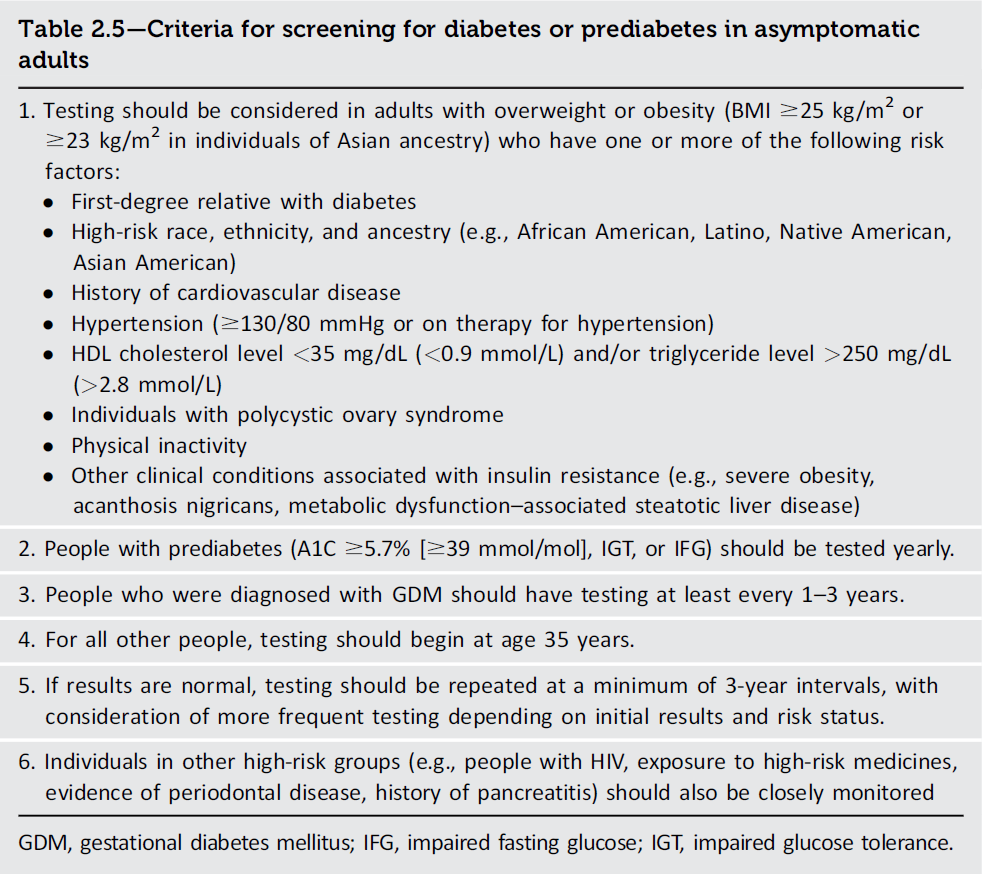 Table 2.5—Criteria for screening for diabetes or prediabetes in asymptomatic
adults
1. Testing should be considered in adults with overweight or obesity (BMI ≥25 kg/m² or
≥23 kg/m² in individuals of Asian ancestry) who have one or more of the following risk
factors:
• First-degree relative with diabetes
• High-risk race, ethnicity, and ancestry (e.g., African American, Latino, Native American,
Asian American)
• History of cardiovascular disease
• Hypertension (≥130/80 mmHg or on therapy for hypertension)
• HDL cholesterol level <35 mg/dL (<0.9 mmol/L) and/or triglyceride level >250 mg/dL
(>2.8 mmol/L)
• Individuals with polycystic ovary syndrome
• Physical inactivity
• Other clinical conditions associated with insulin resistance (e.g., severe obesity,
acanthosis nigricans, metabolic dysfunction–associated steatotic liver disease)
2. People with prediabetes (A1C ≥5.7% [≥39 mmol/mol], IGT, or IFG) should be tested yearly.
3. People who were diagnosed with GDM should have testing at least every 1–3 years.
4. For all other people, testing should begin at age 35 years.
5. If results are normal, testing should be repeated at a minimum of 3-year intervals, with
consideration of more frequent testing depending on initial results and risk status.
6. Individuals in other high-risk groups (e.g., people with HIV, exposure to high-risk medicines,
evidence of periodontal disease, history of pancreatitis) should also be closely monitored
GDM, gestational diabetes mellitus; IFG, impaired fasting glucose; IGT, impaired glucose tolerance.